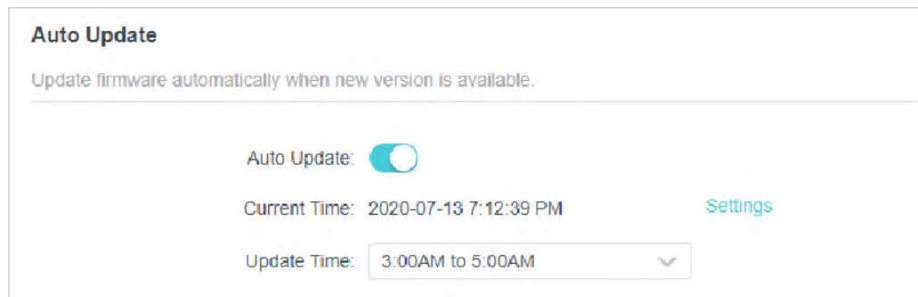 Auto Update
Update firmware automatically when new version is available.
Auto Update:
Current Time: 2020-07-13 7:12:39 PM Settings
Update Time: 3:00AM to 5:00AM